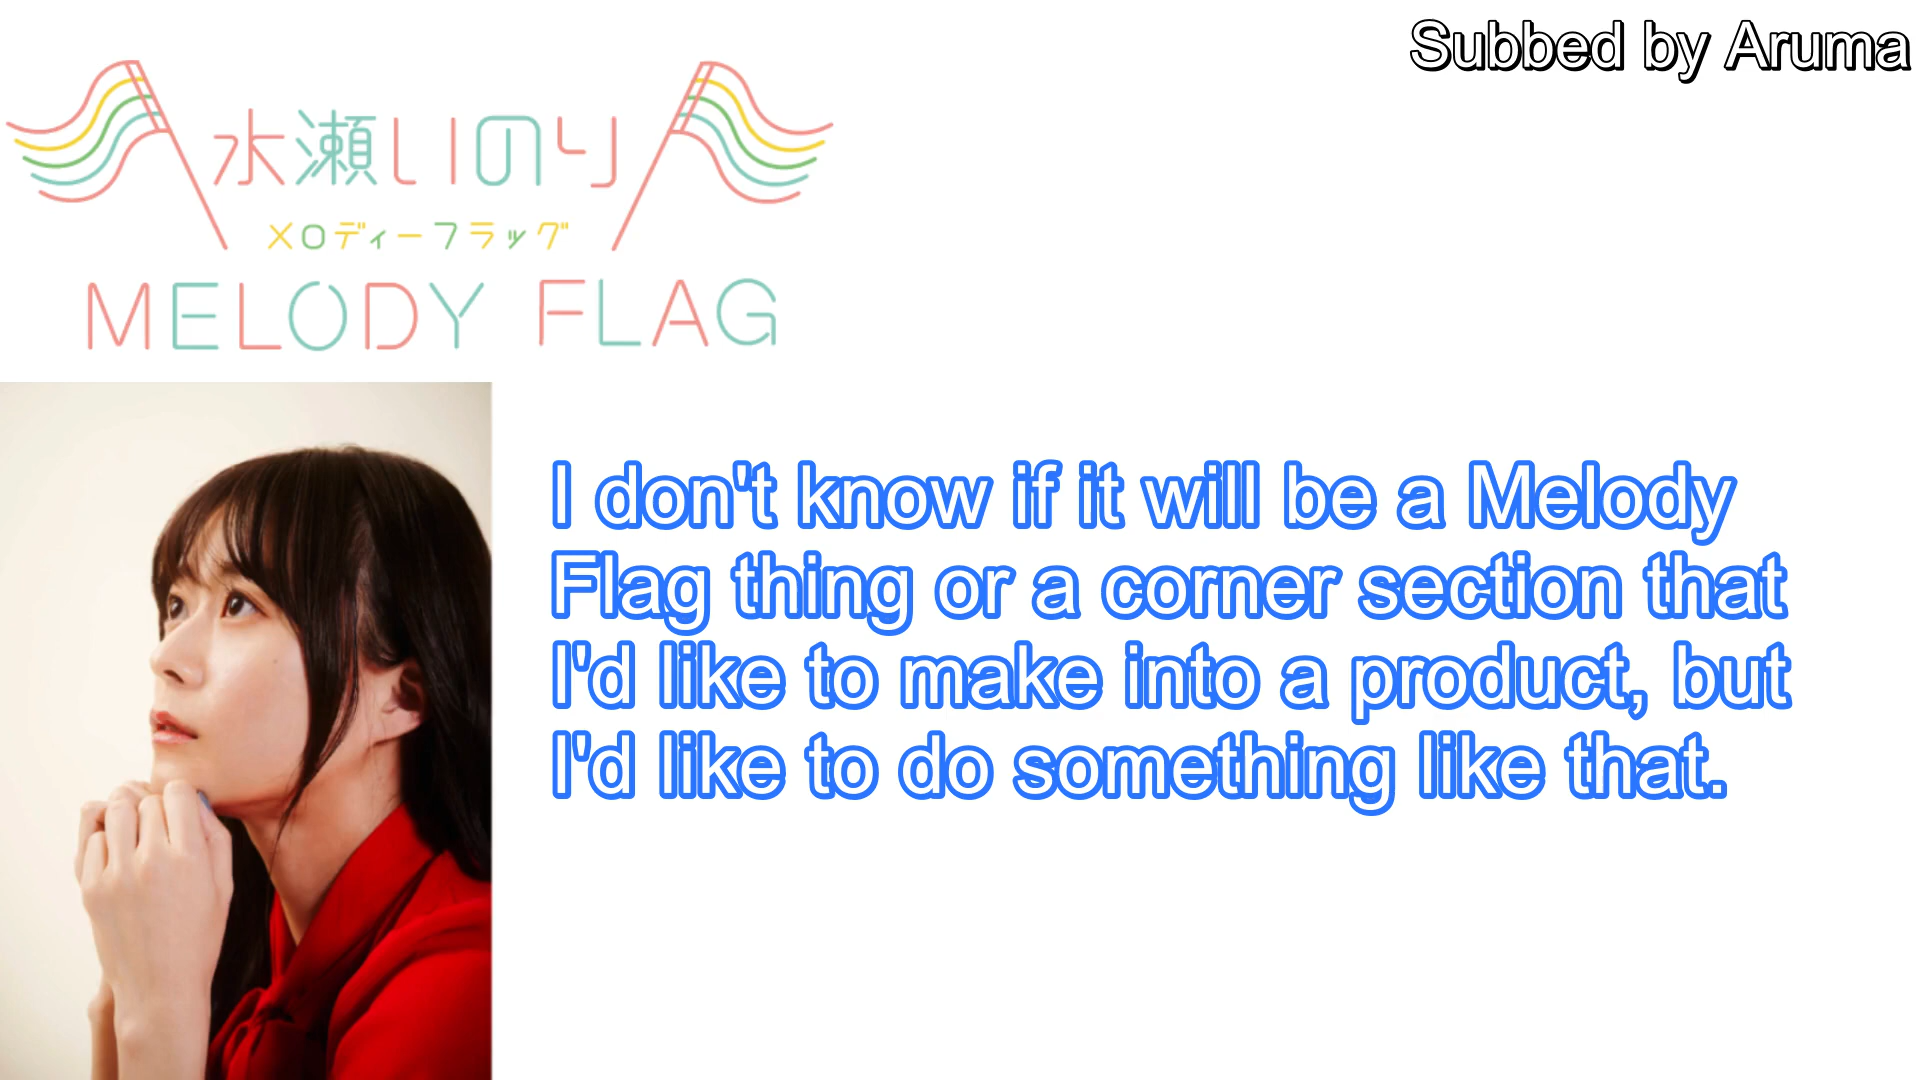 Subbed by Aruma
水瀬いのり
メロディーフラッグ
MELODY FLAG
I don't know if it will be a Melody
Flag thing or a corner section that
I'd like to make into a product, but
I'd like to do something like that.